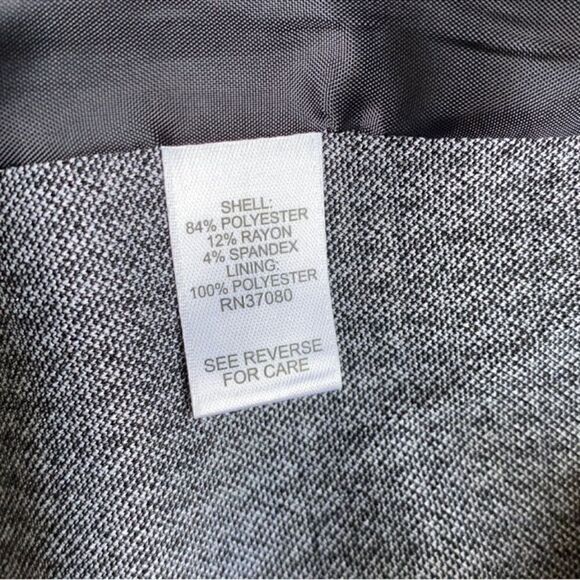 SHELL:
84% POLYESTER
12% RAYON
4% SPANDEX
LINING:
100% POLYESTER
RN37080
SEE REVERSE
FOR CARE